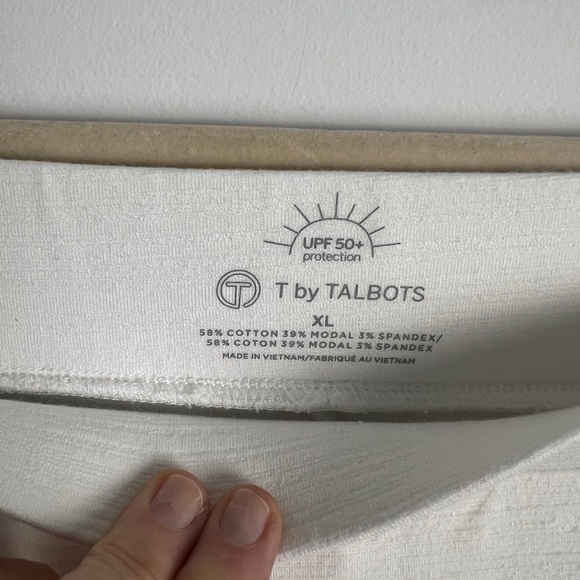 UPF 50+
protection
T T by TALBOTS
XL
58% COTTON 39% MODAL 3% SPANDEX/
58% COTON 39% MODAL 3% SPANDEX
MADE IN VIETNAM/FABRIQUÉ AU VIETNAM